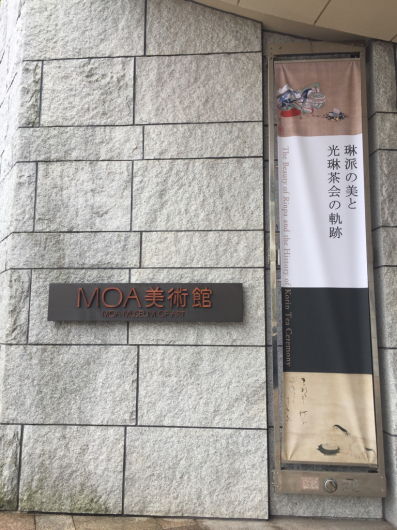 MOA美術館
MOA MUSEUM OF ART
琳派の美と
光琳茶会の軌跡
The Beauty of Rinpa and the History of Korin Tea Ceremony